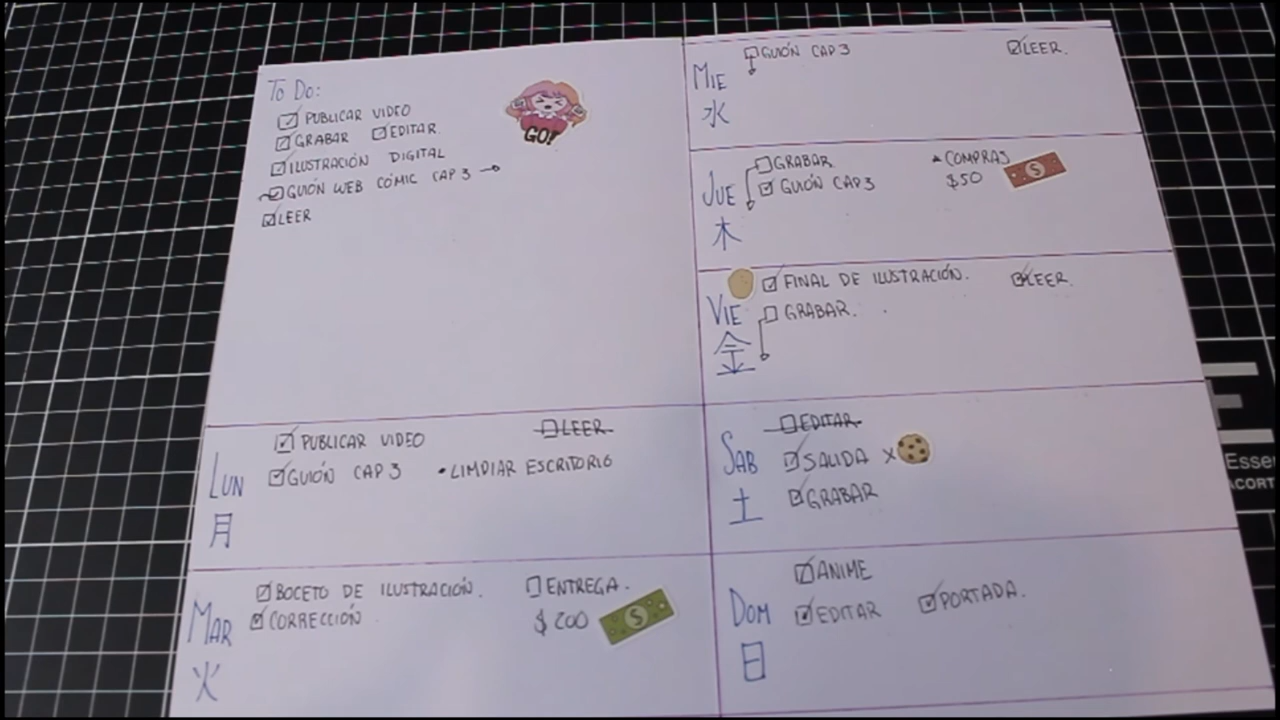 To Do:
PUBLICAR VIDEO
GRABAR EDITAR
ILUSTRACIÓN DIGITAL
GUIÓN WEB CÓMIC CAP 3
LEER
GO!
LUN
月
PUBLICAR VIDEO LEER
GUIÓN CAP 3 • LIMPIAR ESCRITORIO
MAR
火
BOCETO DE ILUSTRACIÓN. ENTREGA.
CORRECCIÓN $200
$
MIE
水
GUIÓN CAP 3 LEER.
JUE
木
GRABAR COMPRAS
GUIÓN CAP 3 $50
$
VIE
金
FINAL DE ILUSTRACIÓN. LEER.
GRABAR.
SAB
土
EDITAR
SALIDA X
GRABAR
DOM
日
ANIME
EDITAR PORTADA.